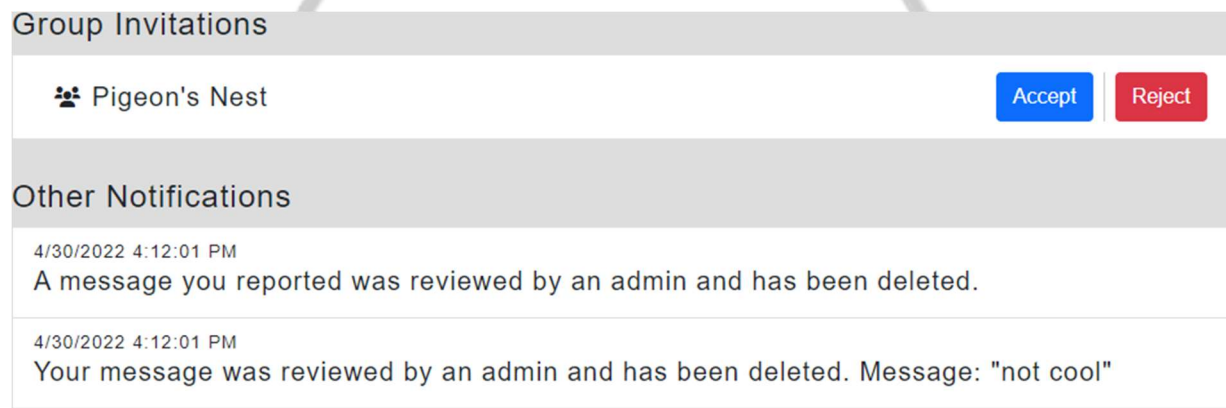 Group Invitations
Pigeon's Nest
Accept
Reject
Other Notifications
4/30/2022 4:12:01 PM
A message you reported was reviewed by an admin and has been deleted.
4/30/2022 4:12:01 PM
Your message was reviewed by an admin and has been deleted. Message: "not cool"